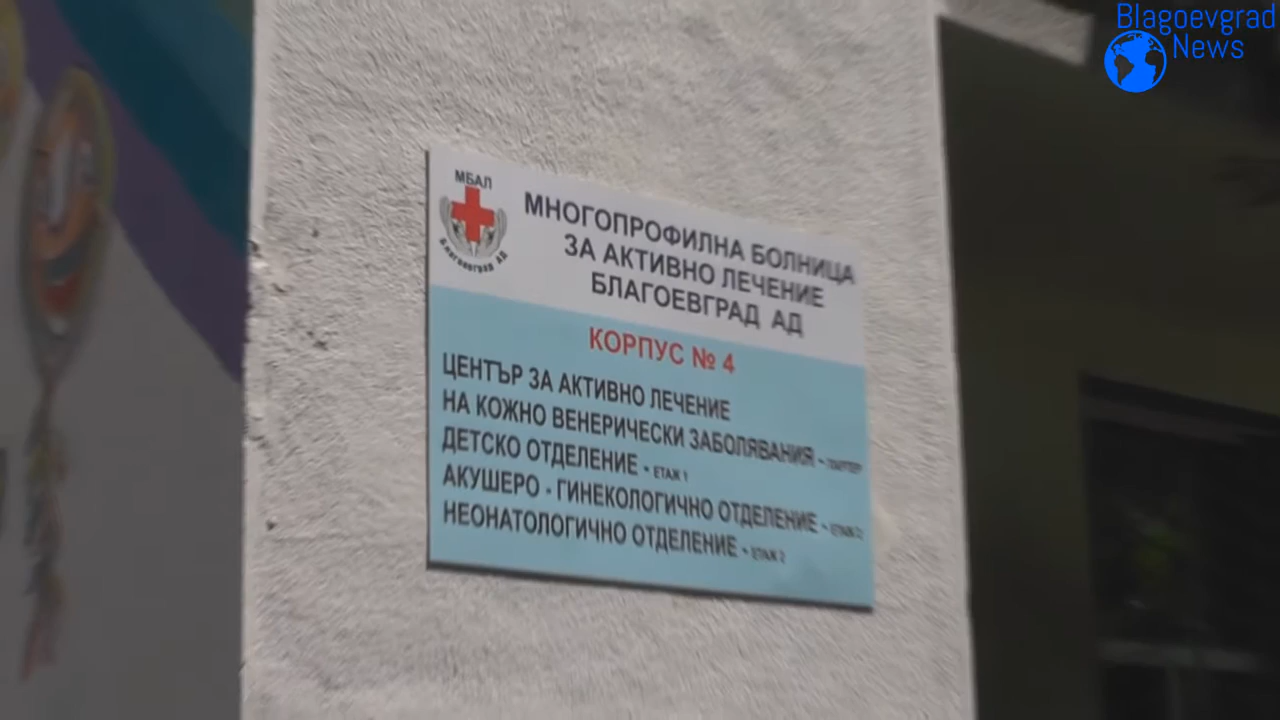 Blagoevgrad
News
МБАЛ
Благоевград АД
МНОГОПРОФИЛНА БОЛНИЦА
ЗА АКТИВНО ЛЕЧЕНИЕ
БЛАГОЕВГРАД АД
КОРПУС № 4
ЦЕНТЪР ЗА АКТИВНО ЛЕЧЕНИЕ
НА КОЖНО ВЕНЕРИЧЕСКИ ЗАБОЛЯВАНИЯ - ПАРТЕР
ДЕТСКО ОТДЕЛЕНИЕ - ЕТАЖ 1
АКУШЕРО - ГИНЕКОЛОГИЧНО ОТДЕЛЕНИЕ - ЕТАЖ 2
НЕОНАТОЛОГИЧНО ОТДЕЛЕНИЕ - ЕТАЖ 2